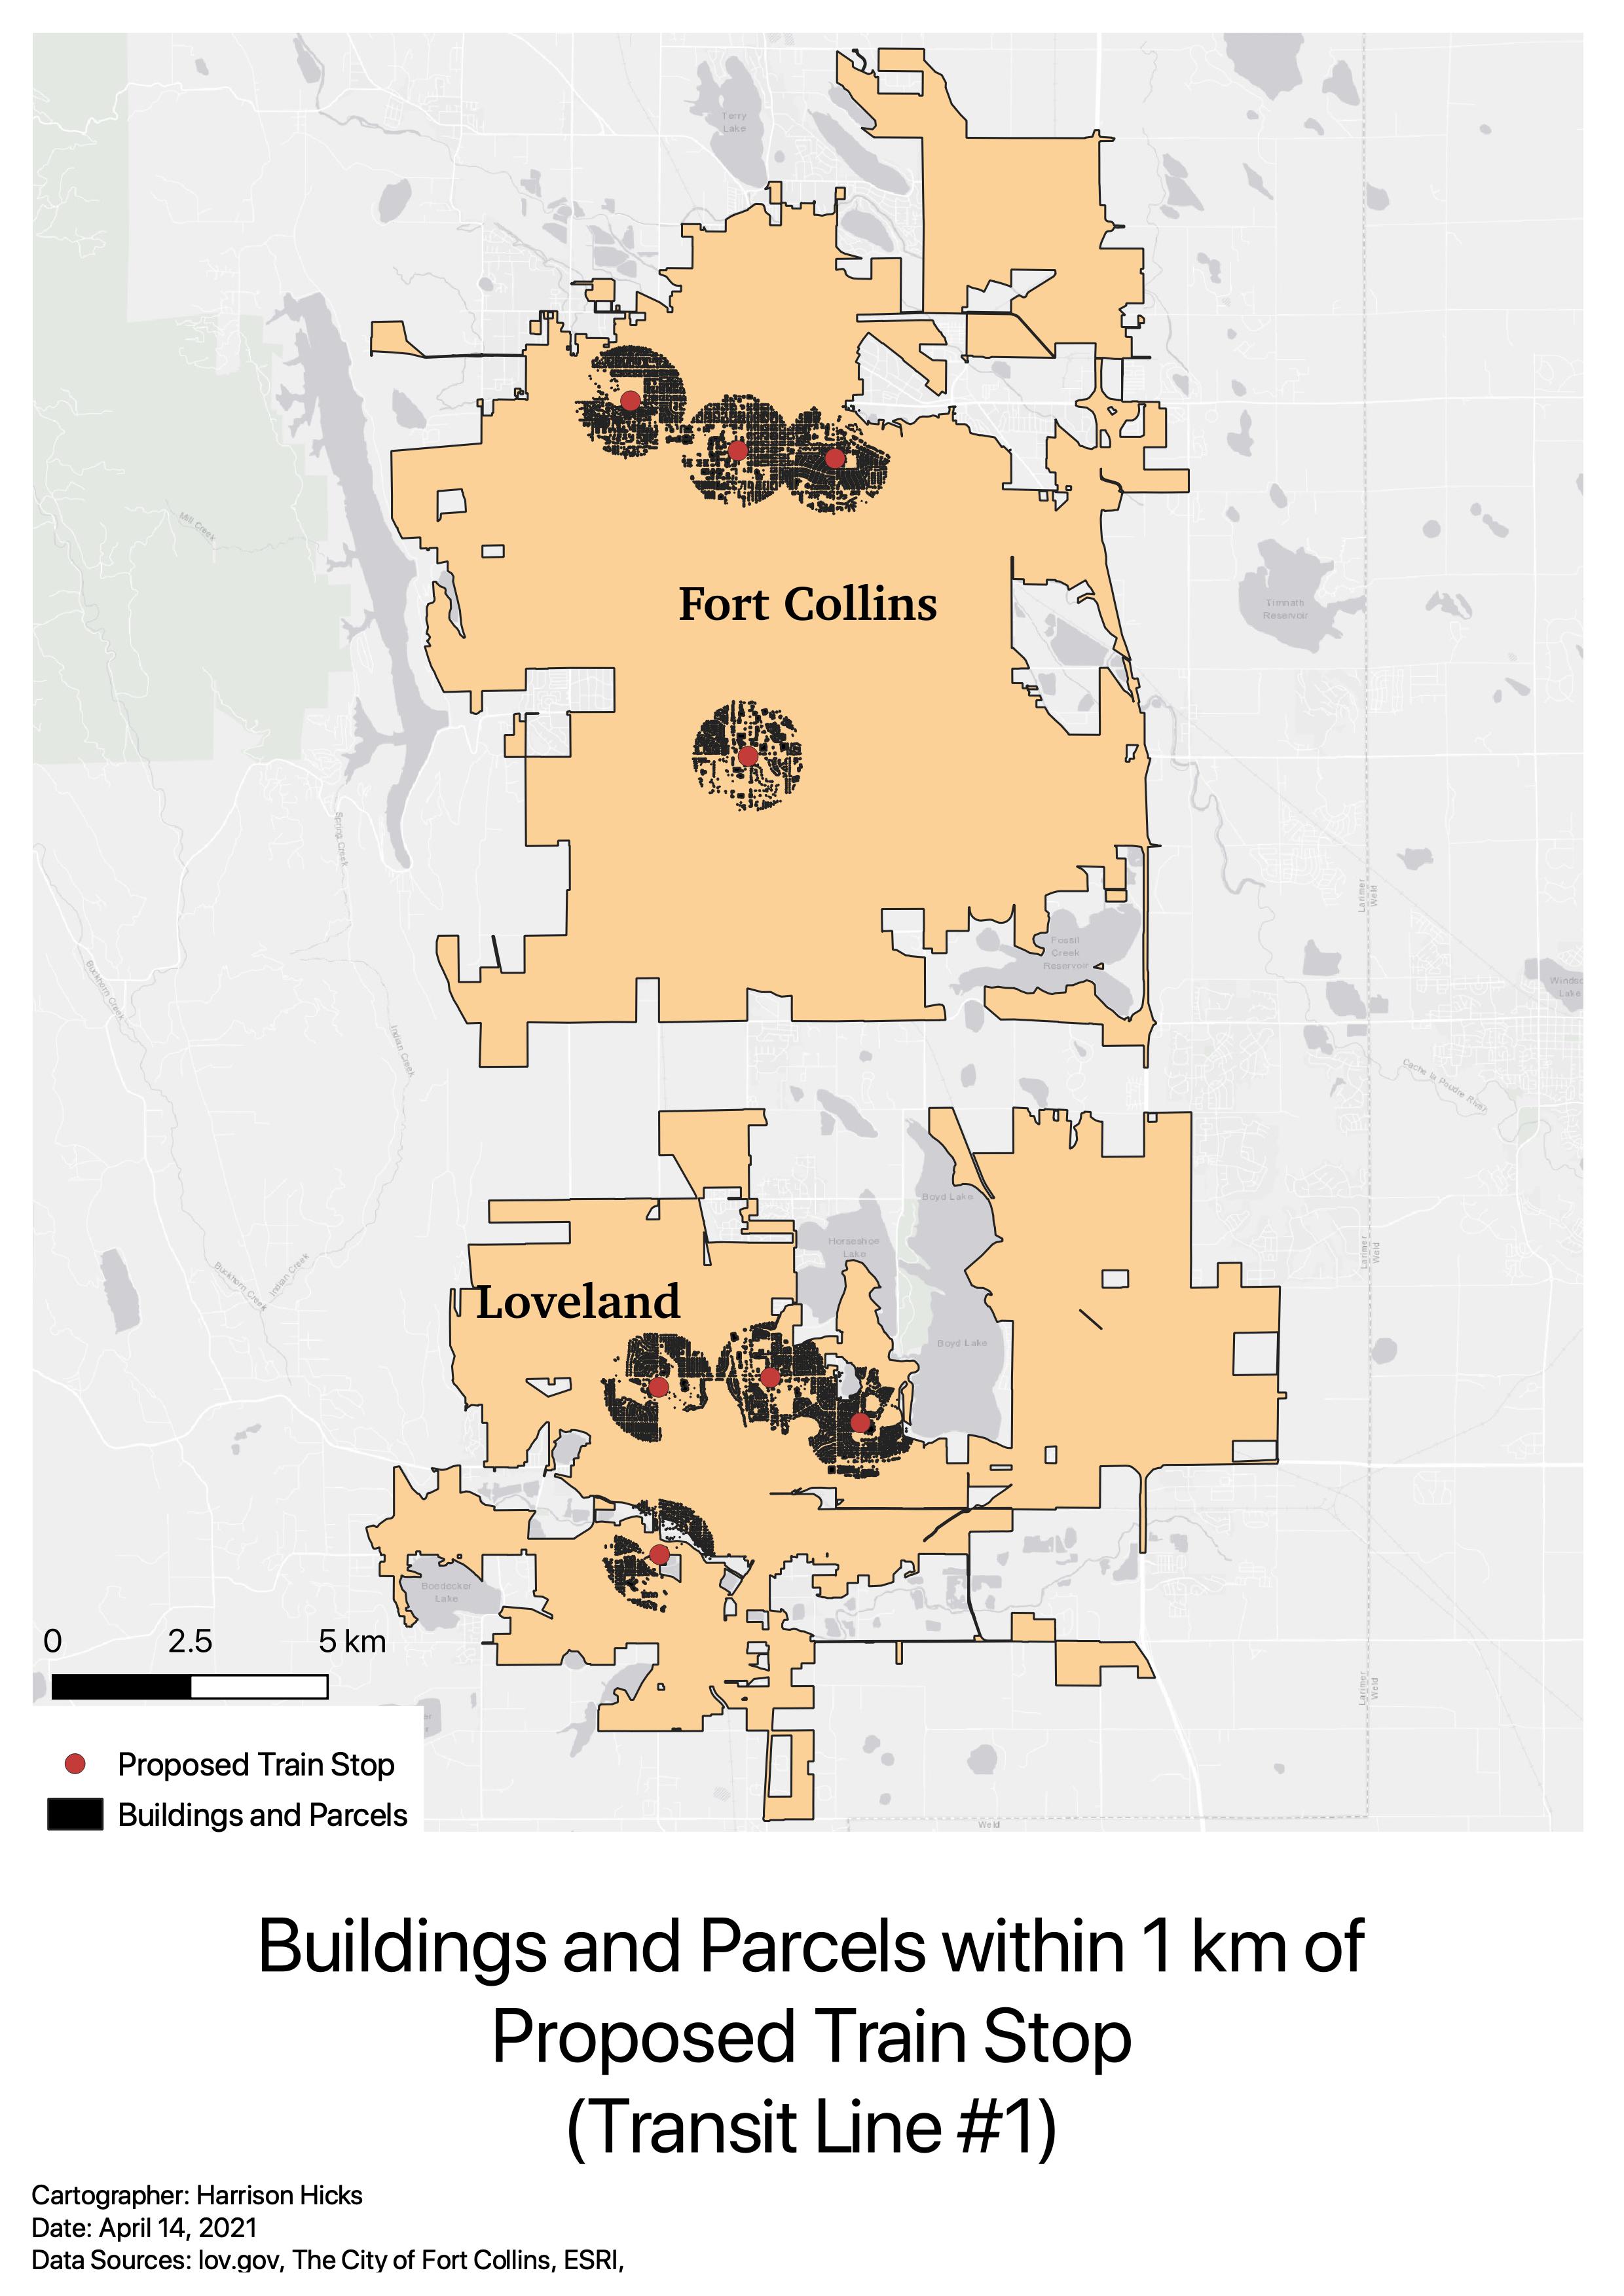 Terry
Lake
Mill Creek
Fort Collins
Timnath
Reservoir
Spring Creek
Larimer
Weld
Fossil
Creek
Reservoir
Lake
Buckhorn Creek
Indian Creek
Cache la Poudre River
Boyd Lake
Horseshoe
Lake
Larimer
Weld
Buckhorn Creek
Indian Creek
Loveland
Boyd Lake
Boedecker
Lake
0 2.5 5 km
Larimer
Weld
Proposed Train Stop
Buildings and Parcels
Weld
Buildings and Parcels within 1 km of
Proposed Train Stop
(Transit Line #1)
Cartographer: Harrison Hicks
Date: April 14, 2021
Data Sources: lov.gov, The City of Fort Collins, ESRI,